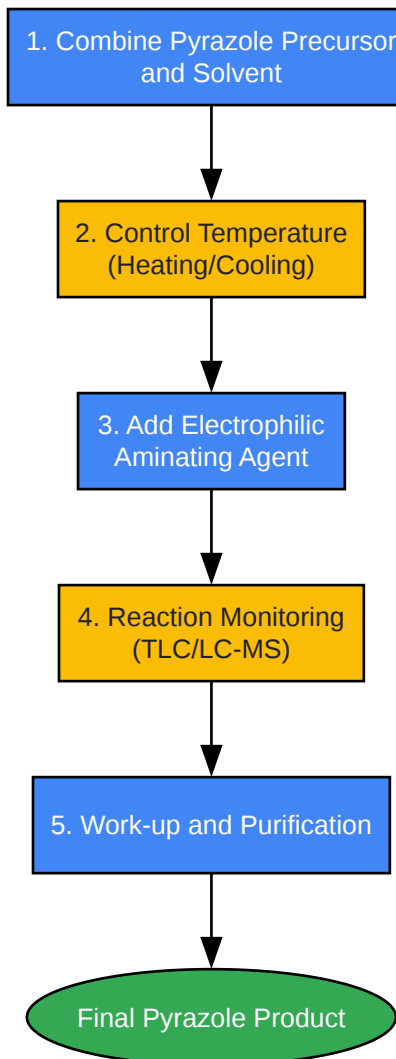 1. Combine Pyrazole Precursor
and Solvent
2. Control Temperature
(Heating/Cooling)
3. Add Electrophilic
Aminating Agent
4. Reaction Monitoring
(TLC/LC-MS)
5. Work-up and Purification
Final Pyrazole Product